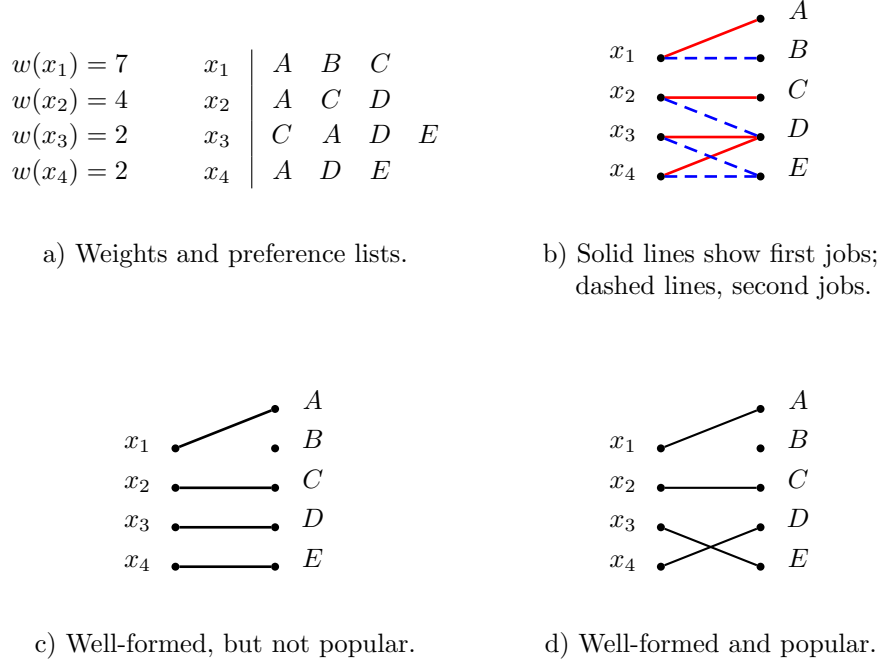 w(x₁) = 7 x₁ A B C
w(x₂) = 4 x₂ A C D
w(x₃) = 2 x₃ C A D E
w(x₄) = 2 x₄ A D E
a) Weights and preference lists.
A
x₁ B
x₂ C
x₃ D
x₄ E
b) Solid lines show first jobs;
dashed lines, second jobs.
A
x₁ B
x₂ C
x₃ D
x₄ E
c) Well-formed, but not popular.
A
x₁ B
x₂ C
x₃ D
x₄ E
d) Well-formed and popular.